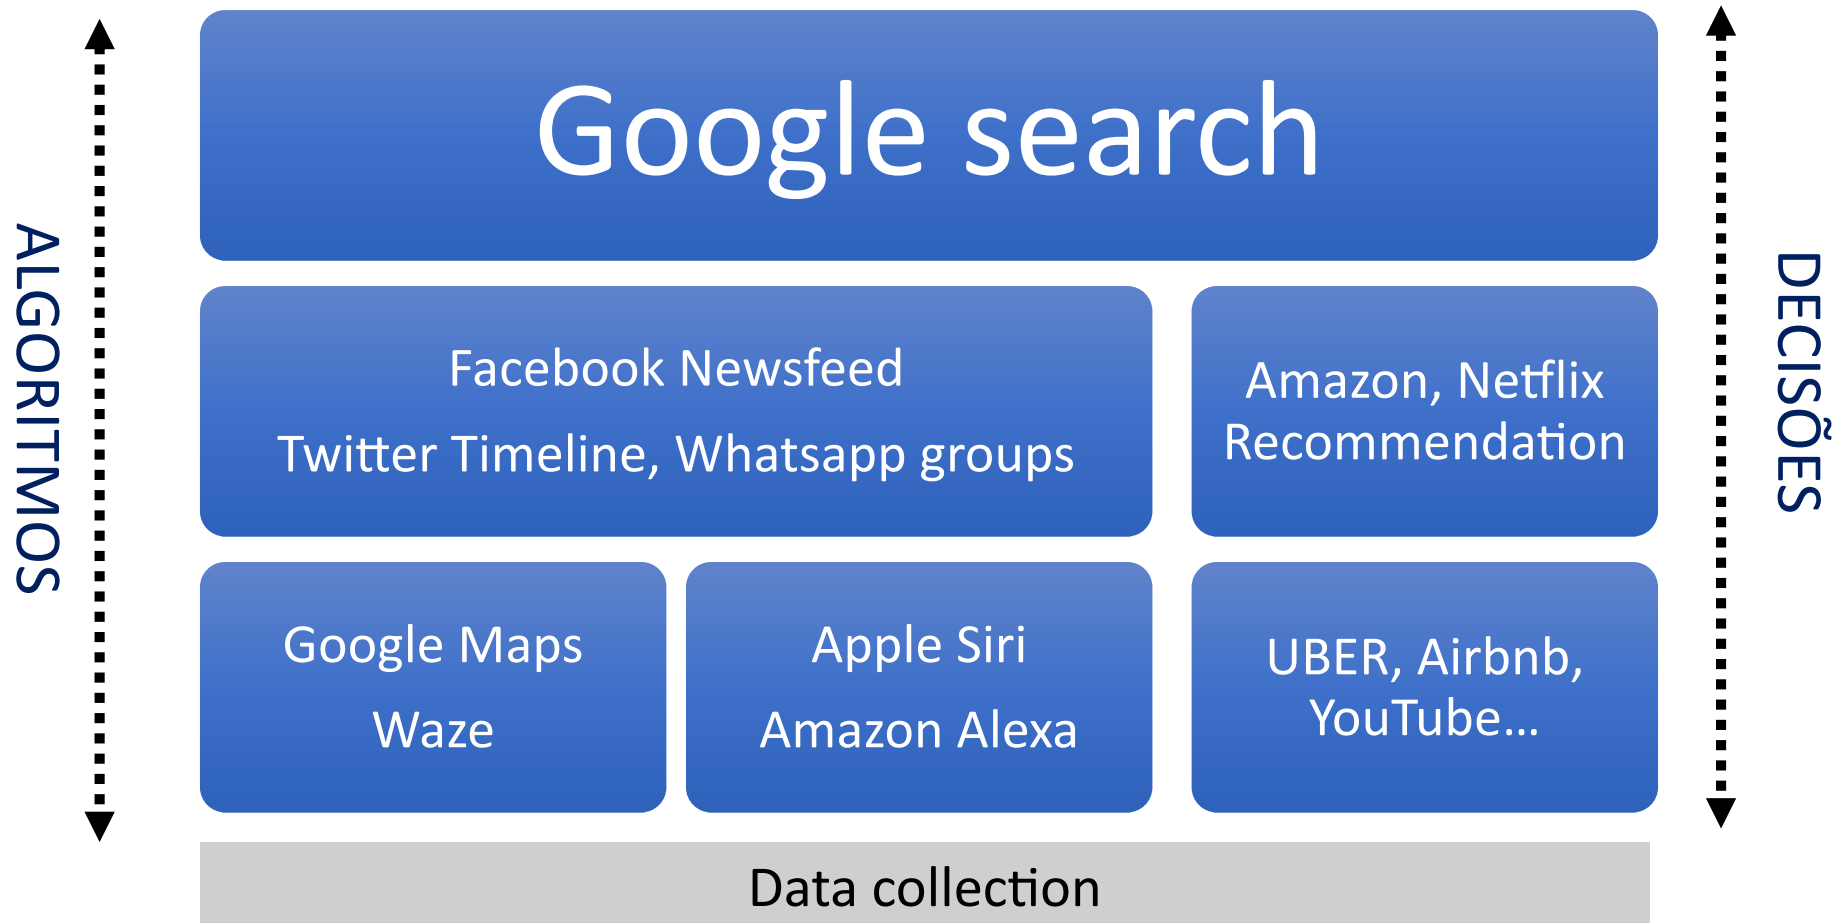 Google search
ALGORITMOS
DECISÕES
Facebook Newsfeed
Twitter Timeline, Whatsapp groups
Amazon, Netflix
Recommendation
Google Maps
Waze
Apple Siri
Amazon Alexa
UBER, Airbnb,
YouTube...
Data collection